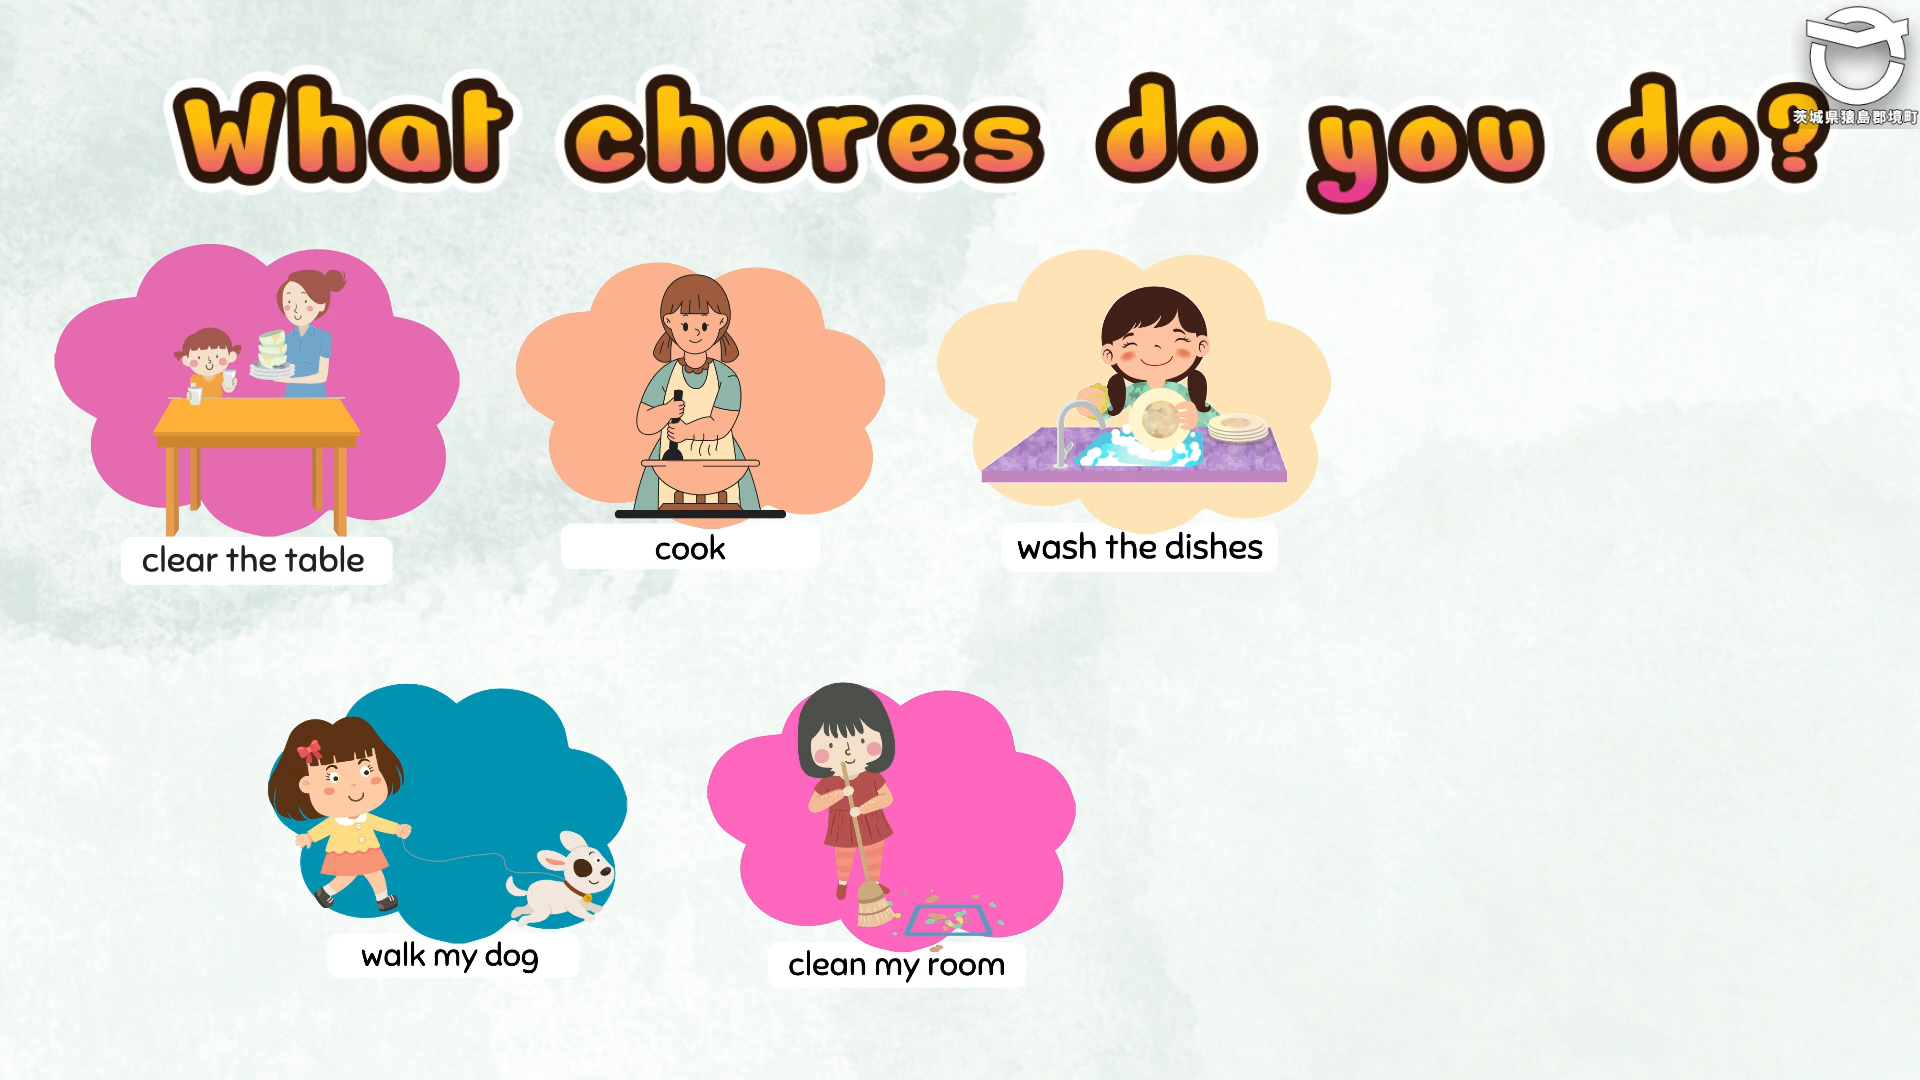 What chores do you do?
茨城県猿島郡境町
clear the table
cook
wash the dishes
walk my dog
clean my room